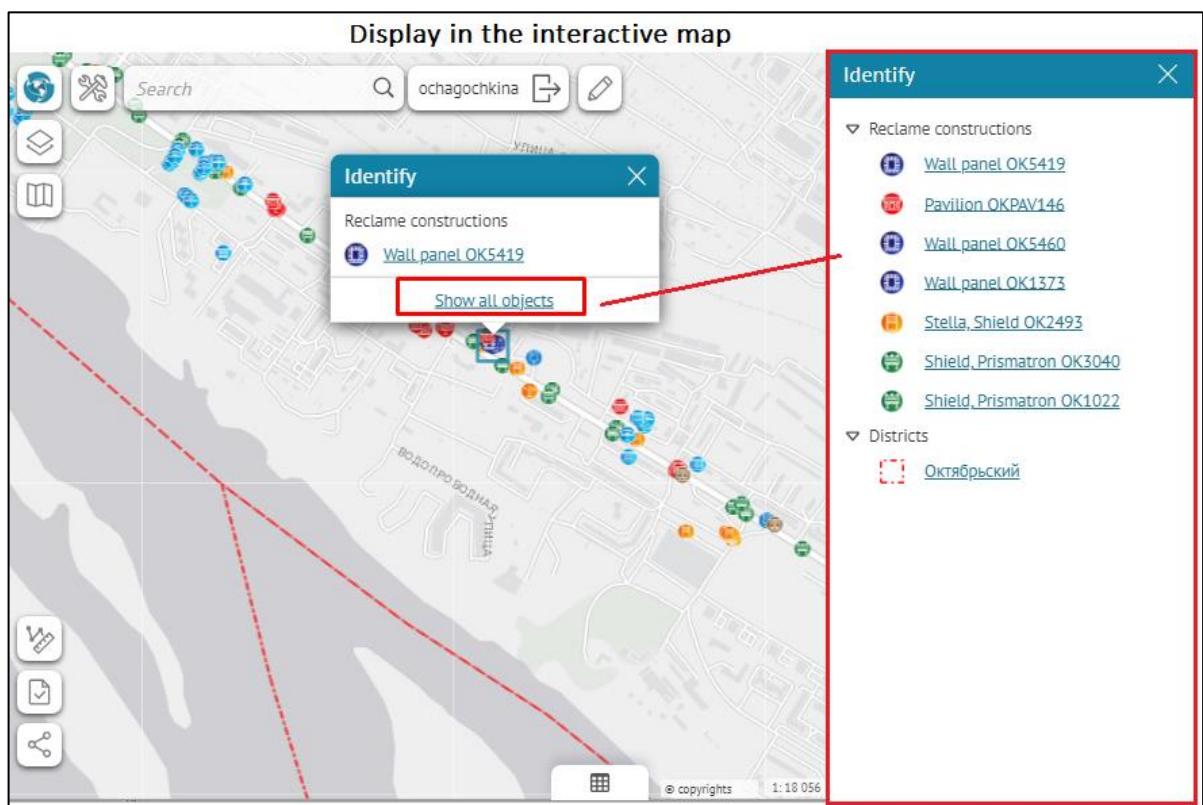 Display in the interactive map
Search
ochagochkina
УЛИЦА
Identify
Reclame constructions
Wall panel OK5419
Show all objects
ВОДОПРОВОДНАЯ
УЛИЦА
© copyrights
1: 18 056
Identify
Reclame constructions
Wall panel OK5419
Pavilion OKPAV146
Wall panel OK5460
Wall panel OK1373
Stella, Shield OK2493
Shield, Prismatron OK3040
Shield, Prismatron OK1022
Districts
Октябрьский